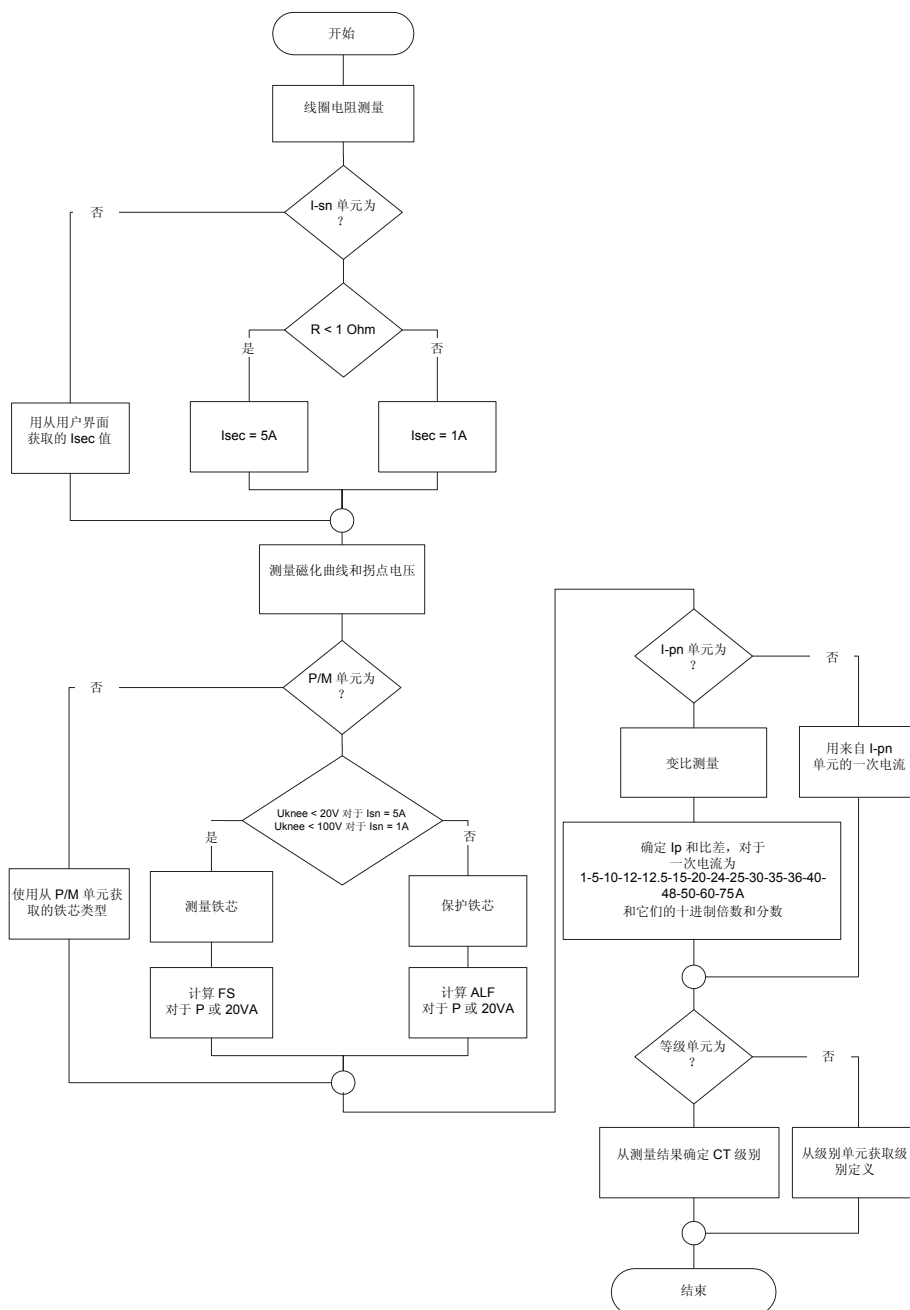 开始
线圈电阻测量
I-sn 单元为
?
否
R < 1 Ohm
是
否
用从用户界面
获取的 Isec 值
Isec = 5A
Isec = 1A
测量磁化曲线和拐点电压
P/M 单元为
?
否
Uknee < 20V 对于 Isn = 5A
Uknee < 100V 对于 Isn = 1A
是
否
使用从 P/M 单元获
取的铁芯类型
测量铁芯
保护铁芯
计算 FS
对于 P 或 20VA
计算 ALF
对于 P 或 20VA
I-pn 单元为
?
否
变比测量
用来自 I-pn
单元的一次电流
确定 Ip 和比差，对于
一次电流为
1-5-10-12-12.5-15-20-24-25-30-35-36-40-
48-50-60-75A
和它们的十进制倍数和分数
等级单元为
?
否
从测量结果确定 CT 级别
从级别单元获取级
别定义
结束